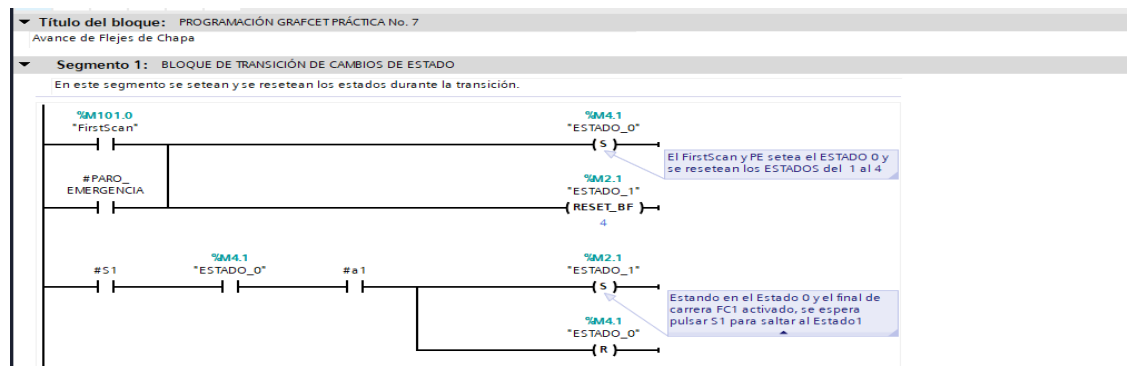 Título del bloque: PROGRAMACIÓN GRAFCET PRÁCTICA No. 7
Avance de Flejes de Chapa
Segmento 1: BLOQUE DE TRANSICIÓN DE CAMBIOS DE ESTADO
En este segmento se setean y se resetean los estados durante la transición.
%M101.0
"FirstScan"
%M4.1
"ESTADO_0"
S
El FirstScan y PE setea el ESTADO 0 y
se resetean los ESTADOS del 1 al 4
#PARO_
EMERGENCIA
%M2.1
"ESTADO_1"
RESET_BF
4
#S1
%M4.1
"ESTADO_0"
#a1
%M2.1
"ESTADO_1"
S
Estando en el Estado 0 y el final de
carrera FC1 activado, se espera
pulsar S1 para saltar al Estado1
%M4.1
"ESTADO_0"
R